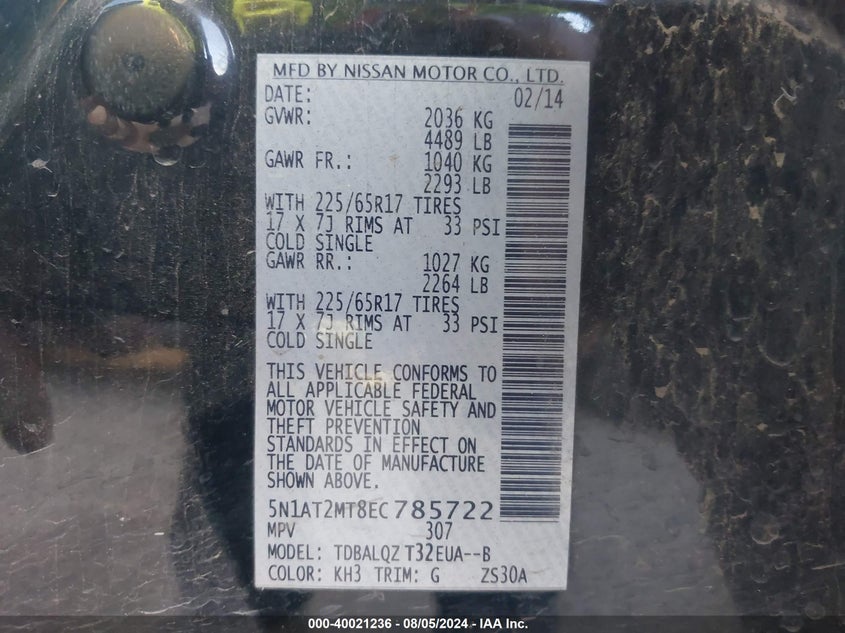 MFD BY NISSAN MOTOR CO., LTD.
DATE: 02/14
GVWR: 2036 KG
4489 LB
GAWR FR.: 1040 KG
2293 LB
WITH 225/65R17 TIRES
17 X 7J RIMS AT 33 PSI
COLD SINGLE
GAWR RR.: 1027 KG
2264 LB
WITH 225/65R17 TIRES
17 X 7J RIMS AT 33 PSI
COLD SINGLE
THIS VEHICLE CONFORMS TO
ALL APPLICABLE FEDERAL
MOTOR VEHICLE SAFETY AND
THEFT PREVENTION
STANDARDS IN EFFECT ON
THE DATE OF MANUFACTURE
SHOWN ABOVE.
5N1AT2MT8EC785722
MPV 307
MODEL: TDBALQZ T32EUA--B
COLOR: KH3 TRIM: G ZS30A
000-40021236 - 08/05/2024 - IAA Inc.